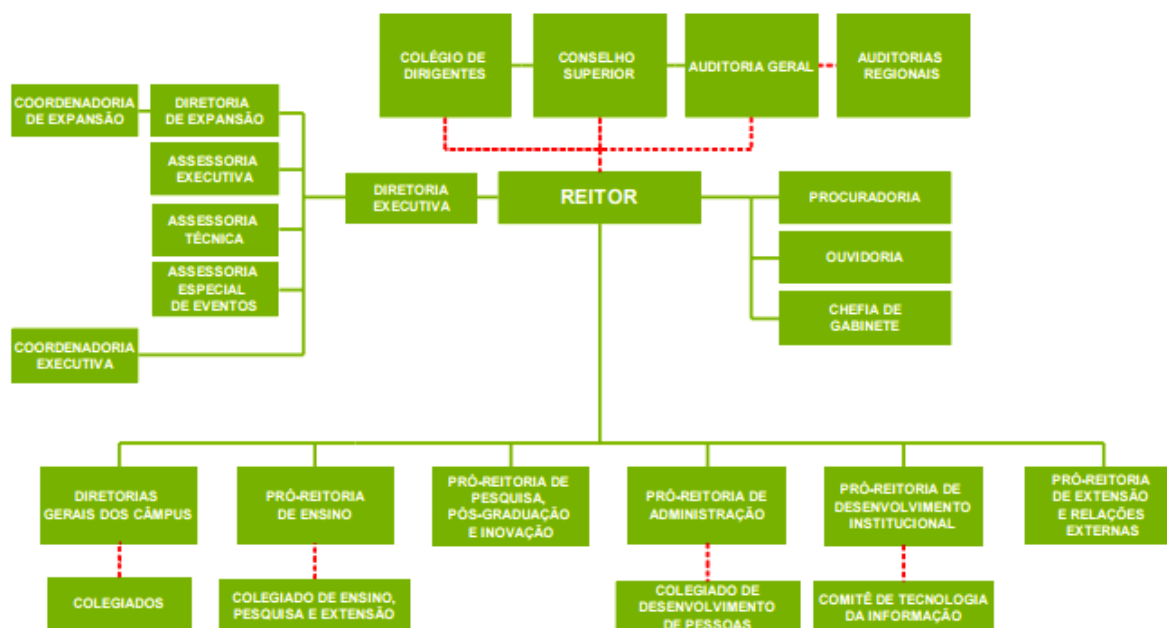 COLÉGIO DE
DIRIGENTES
CONSELHO
SUPERIOR
AUDITORIA GERAL
AUDITORIAS
REGIONAIS
COORDENADORIA
DE EXPANSÃO
DIRETORIA
DE EXPANSÃO
ASSESSORIA
EXECUTIVA
ASSESSORIA
TÉCNICA
ASSESSORIA
ESPECIAL
DE EVENTOS
COORDENADORIA
EXECUTIVA
DIRETORIA
EXECUTIVA
REITOR
PROCURADORIA
OUVIDORIA
CHEFIA DE
GABINETE
DIRETORIAS
GERAIS DOS CÂMPUS
PRÓ-REITORIA
DE ENSINO
PRÓ-REITORIA DE
PESQUISA,
PÓS-GRADUAÇÃO
E INOVAÇÃO
PRÓ-REITORIA DE
ADMINISTRAÇÃO
PRÓ-REITORIA DE
DESENVOLVIMENTO
INSTITUCIONAL
PRÓ-REITORIA
DE EXTENSÃO
E RELAÇÕES
EXTERNAS
COLEGIADOS
COLEGIADO DE ENSINO,
PESQUISA E EXTENSÃO
COLEGIADO DE
DESENVOLVIMENTO
DE PESSOAS
COMITÊ DE TECNOLOGIA
DA INFORMAÇÃO